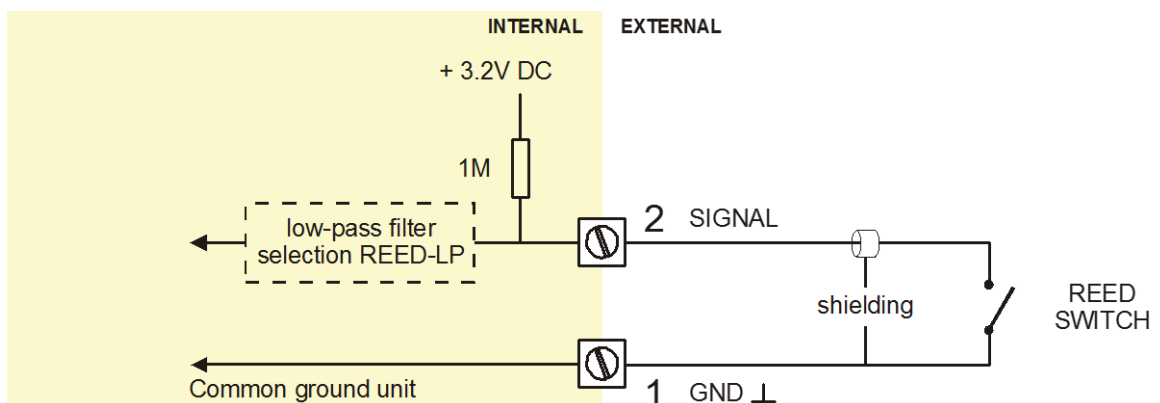 INTERNAL EXTERNAL
+ 3.2V DC
1M
2 SIGNAL
low-pass filter
selection REED-LP
shielding
REED
SWITCH
Common ground unit
1 GND ⊥